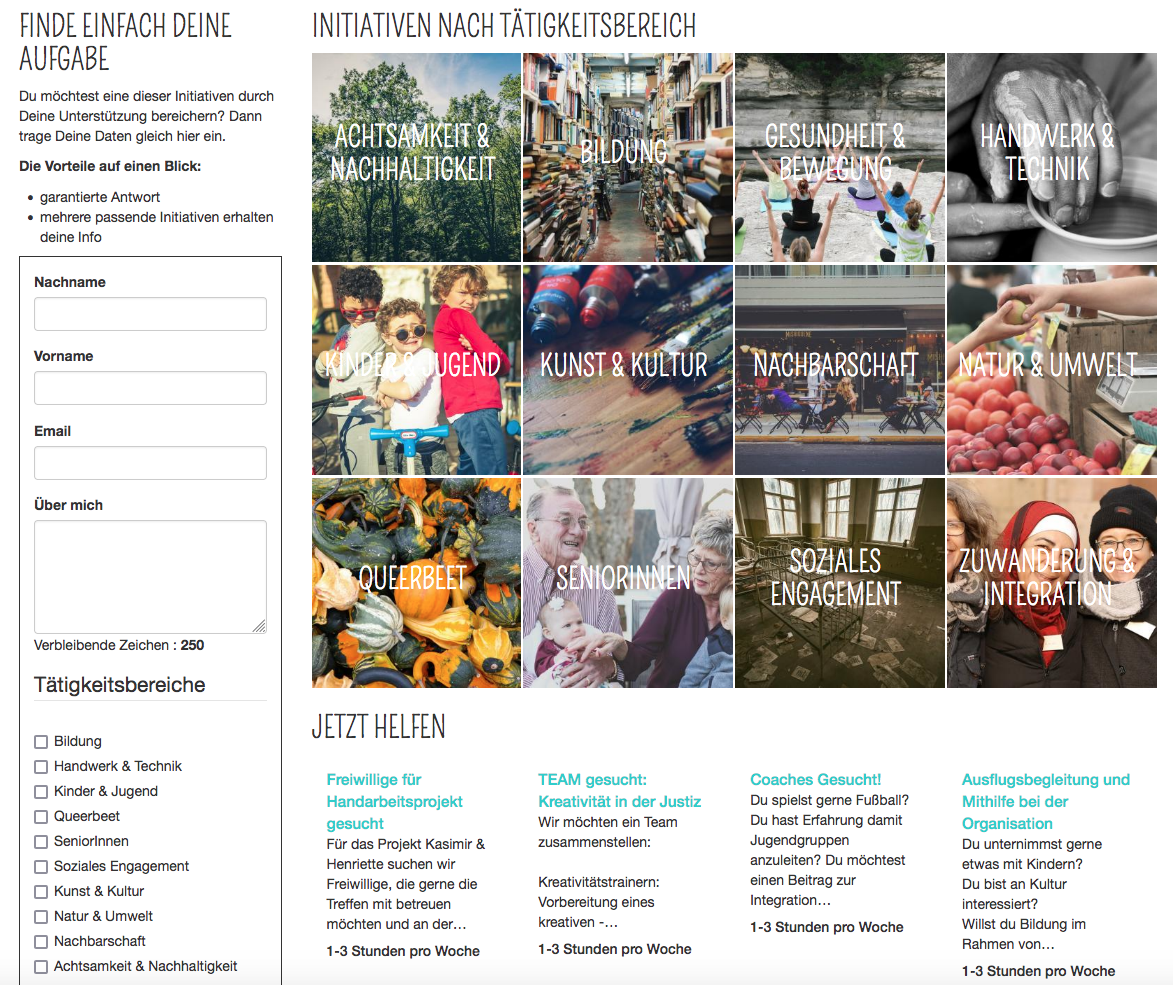 FINDE EINFACH DEINE
AUFGABE
Du möchtest eine dieser Initiativen durch
Deine Unterstützung bereichern? Dann
trage Deine Daten gleich hier ein.
Die Vorteile auf einen Blick:
• garantierte Antwort
• mehrere passende Initiativen erhalten
deine Info
Nachname
Vorname
Email
Über mich
Verbleibende Zeichen : 250
Tätigkeitsbereiche
Bildung
Handwerk & Technik
Kinder & Jugend
Queerbeet
SeniorInnen
Soziales Engagement
Kunst & Kultur
Natur & Umwelt
Nachbarschaft
Achtsamkeit & Nachhaltigkeit
INITIATIVEN NACH TÄTIGKEITSBEREICH
ACHTSAMKEIT &
NACHHALTIGKEIT
BILDUNG
GESUNDHEIT &
BEWEGUNG
HANDWERK &
TECHNIK
KINDER & JUGEND
KUNST & KULTUR
NACHBARSCHAFT
NATUR & UMWELT
QUEERBEET
SENIORINNEN
SOZIALES
ENGAGEMENT
ZUWANDERUNG &
INTEGRATION
JETZT HELFEN
Freiwillige für
Handarbeitsprojekt
gesucht
Für das Projekt Kasimir &
Henriette suchen wir
Freiwillige, die gerne die
Treffen mit betreuen
möchten und an der…
1-3 Stunden pro Woche
TEAM gesucht:
Kreativität in der Justiz
Wir möchten ein Team
zusammenstellen:
Kreativitätstrainern:
Vorbereitung eines
kreativen -…
1-3 Stunden pro Woche
Coaches Gesucht!
Du spielst gerne Fußball?
Du hast Erfahrung damit
Jugendgruppen
anzuleiten? Du möchtest
einen Beitrag zur
Integration…
1-3 Stunden pro Woche
Ausflugsbegleitung und
Mithilfe bei der
Organisation
Du unternimmst gerne
etwas mit Kindern?
Du bist an Kultur
interessiert?
Willst du Bildung im
Rahmen von…
1-3 Stunden pro Woche